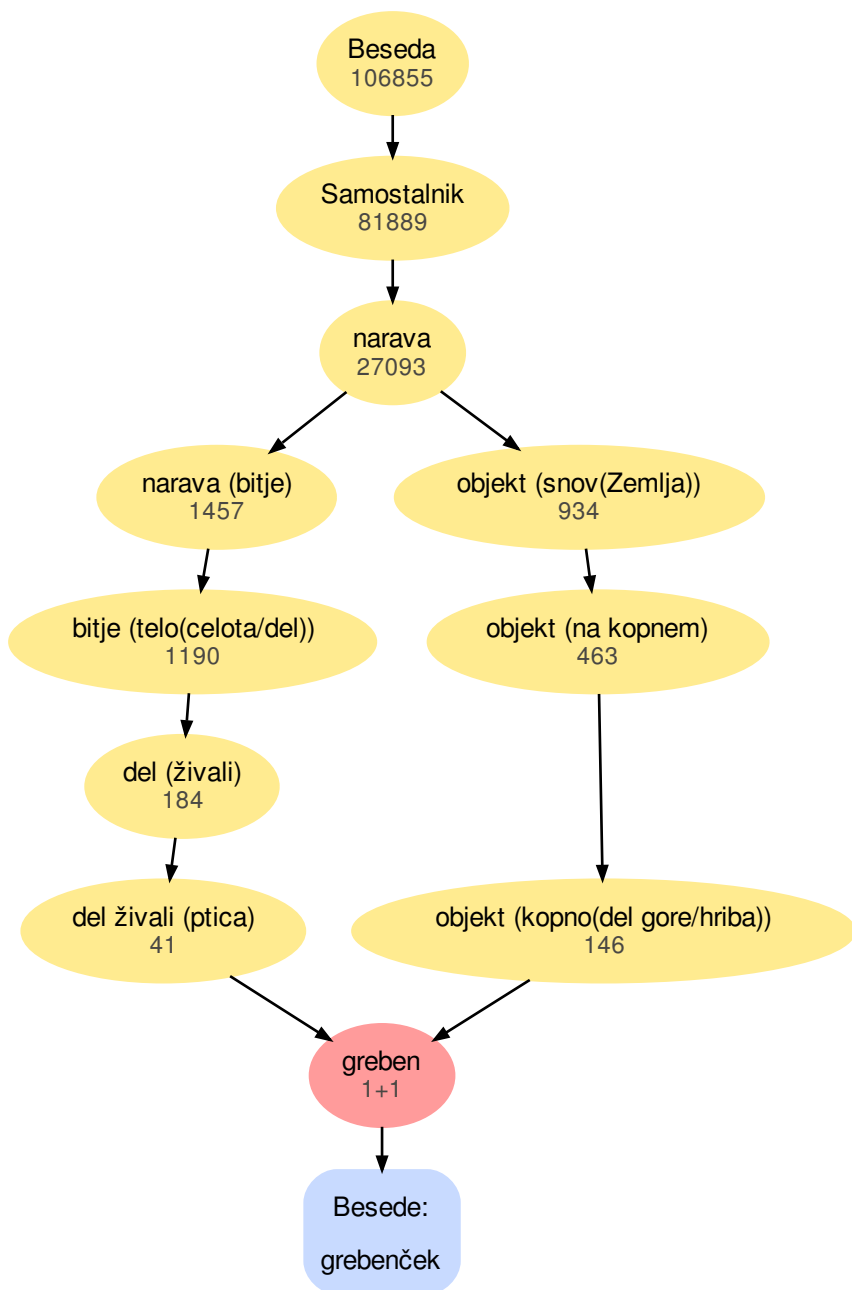 Beseda
106855
Samostalnik
81889
narava
27093
narava (bitje)
1457
objekt (snov(Zemlja))
934
bitje (telo(celota/del))
1190
objekt (na kopnem)
463
del (živali)
184
del živali (ptica)
41
objekt (kopno(del gore/hriba))
146
greben
1+1
Besede:
grebenček